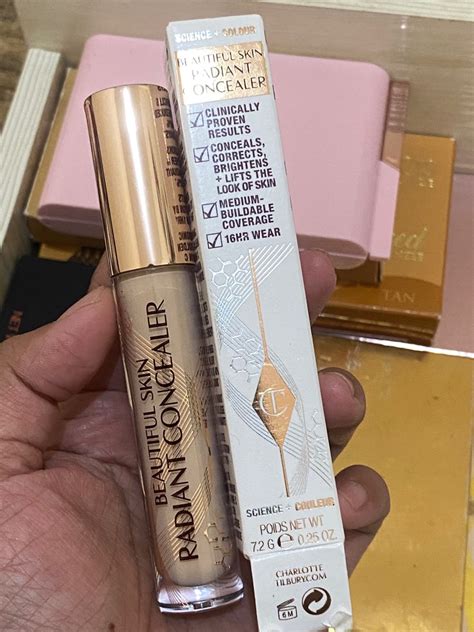 SCIENCE + COLOUR
BEAUTIFUL SKIN
RADIANT
CONCEALER
CLINICALLY
PROVEN
RESULTS
CONCEALS,
CORRECTS,
BRIGHTENS
+ LIFTS THE
LOOK OF SKIN
MEDIUM-
BUILDABLE
COVERAGE
16HR WEAR
CT
SCIENCE + COULEUR
POIDS NET WT
7.2 G ℮ 0.25 OZ.
CHARLOTTE
TILBURY.COM
6M
BEAUTIFUL SKIN
RADIANT CONCEALER
TAN